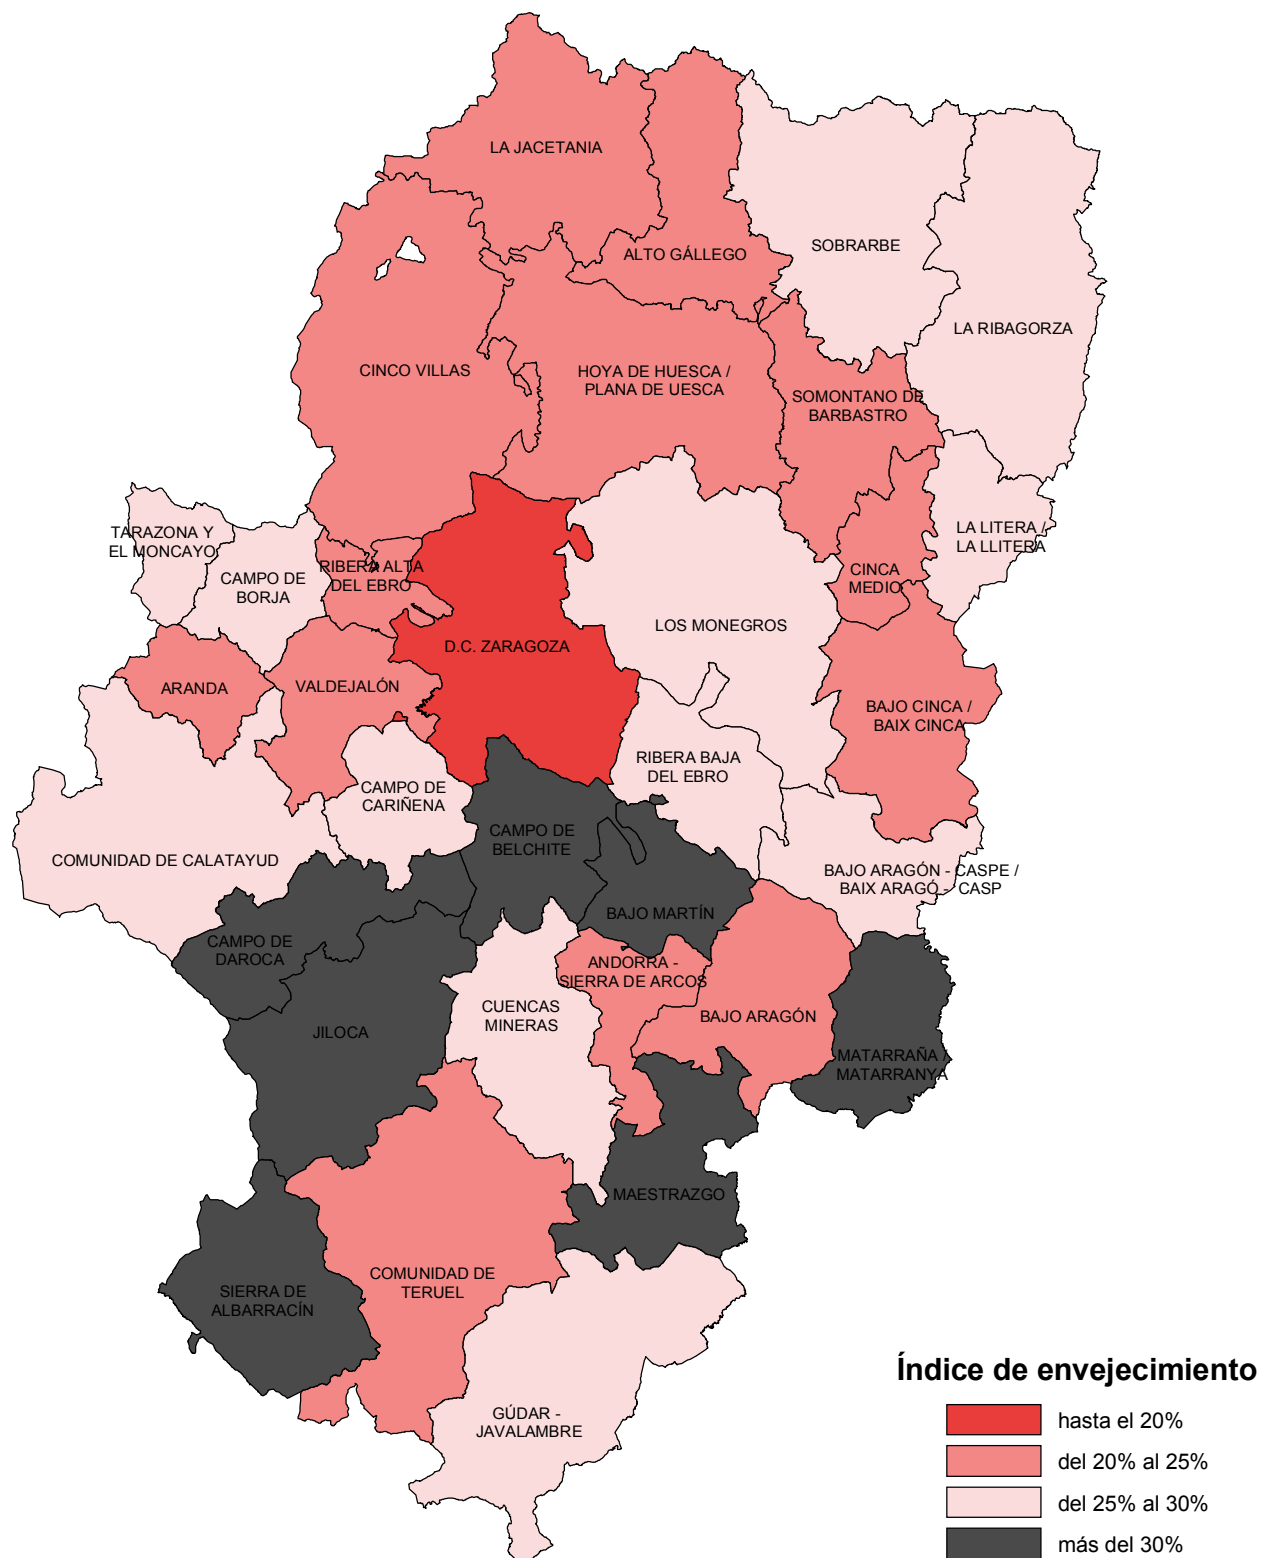 LA JACETANIA
ALTO GÁLLEGO
SOBRARBE
LA RIBAGORZA
CINCO VILLAS
HOYA DE HUESCA /
PLANA DE UESCA
SOMONTANO DE
BARBASTRO
TARAZONA Y
EL MONCAYO
CAMPO DE
BORJA
RIBERA ALTA
DEL EBRO
LA LITERA /
LA LLITERA
CINCA
MEDIO
LOS MONEGROS
D.C. ZARAGOZA
ARANDA
VALDEJALÓN
BAJO CINCA /
BAIX CINCA
RIBERA BAJA
DEL EBRO
CAMPO DE
CARIÑENA
CAMPO DE
BELCHITE
COMUNIDAD DE CALATAYUD
BAJO ARAGÓN - CASPE /
BAIX ARAGÓ - CASP
BAJO MARTÍN
CAMPO DE
DAROCA
ANDORRA -
SIERRA DE ARCOS
CUENCAS
MINERAS
BAJO ARAGÓN
JILOCA
MATARRAÑA /
MATARRANYA
MAESTRAZGO
COMUNIDAD DE
TERUEL
SIERRA DE
ALBARRACÍN
GÚDAR -
JAVALAMBRE
Índice de envejecimiento
hasta el 20%
del 20% al 25%
del 25% al 30%
más del 30%